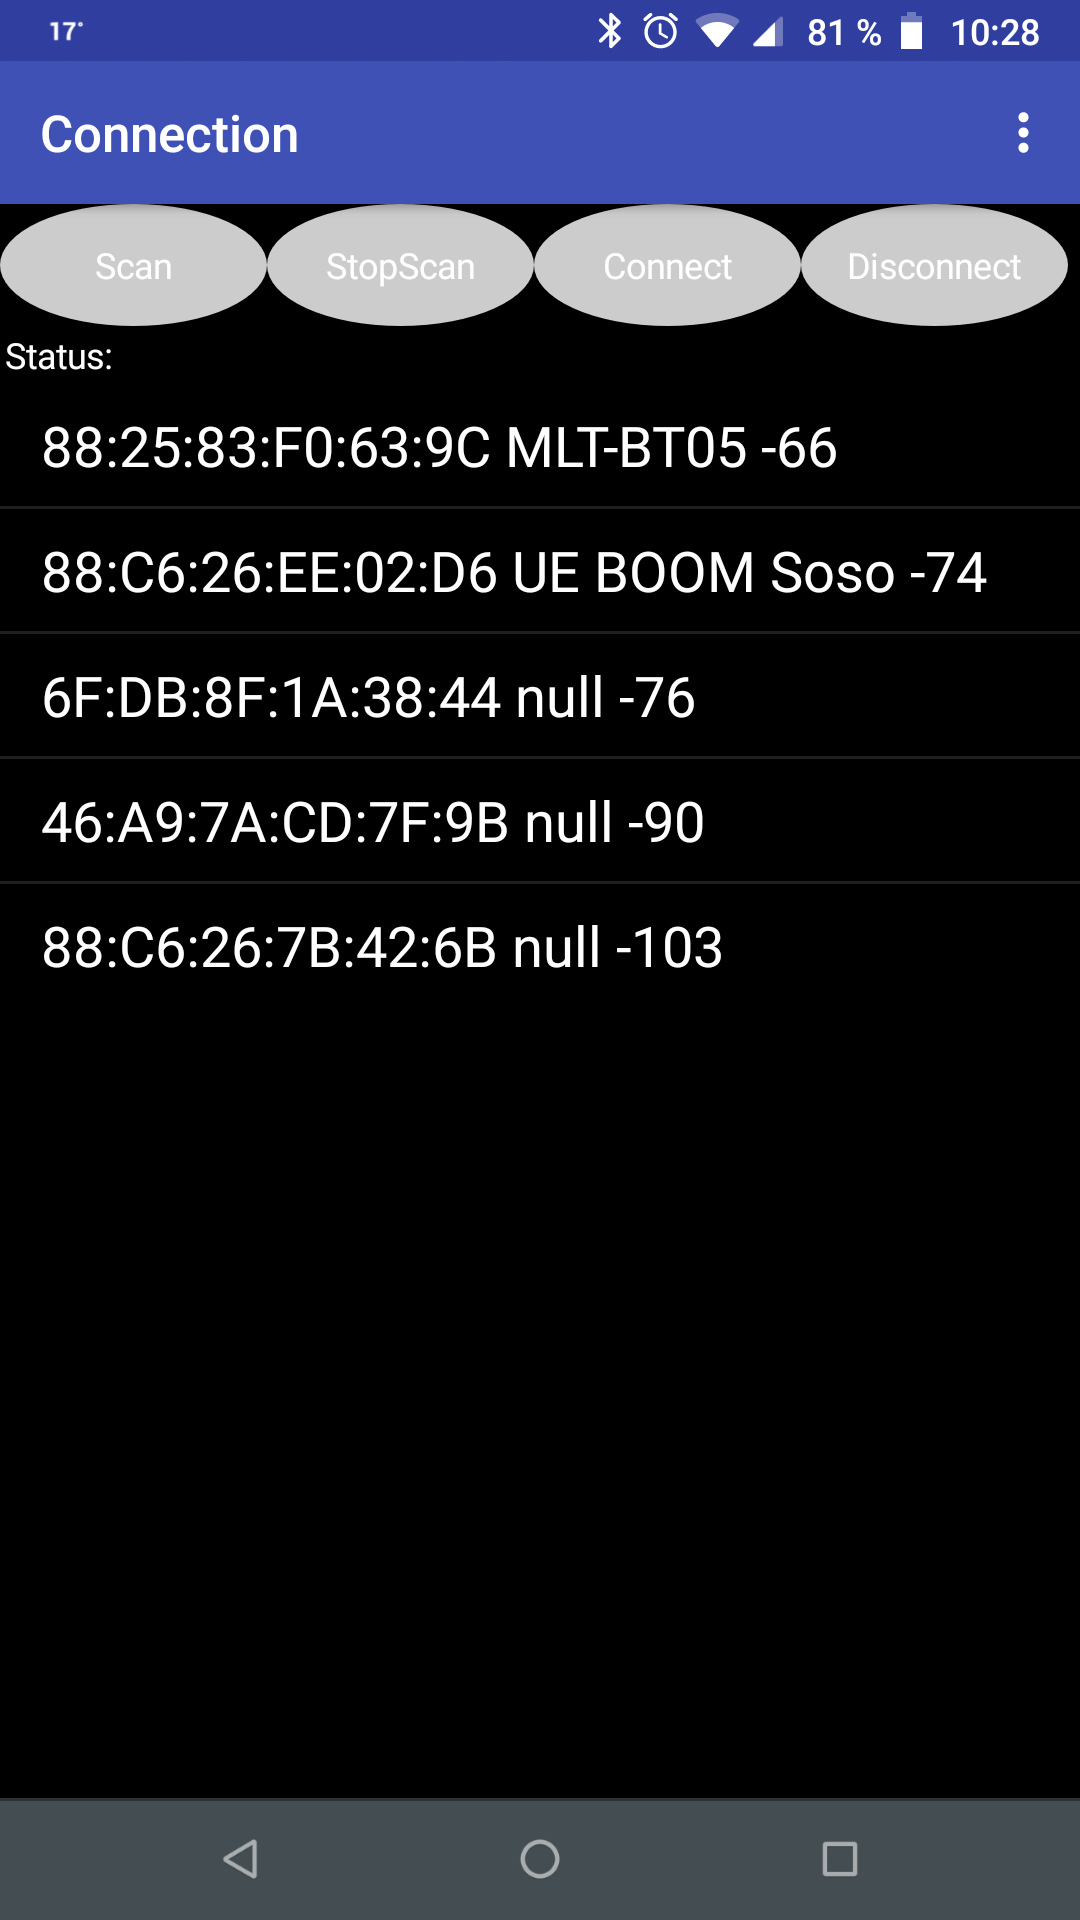 17°
81 %
10:28
Connection
Scan StopScan Connect Disconnect
Status:
88:25:83:F0:63:9C MLT-BT05 -66
88:C6:26:EE:02:D6 UE BOOM Soso -74
6F:DB:8F:1A:38:44 null -76
46:A9:7A:CD:7F:9B null -90
88:C6:26:7B:42:6B null -103